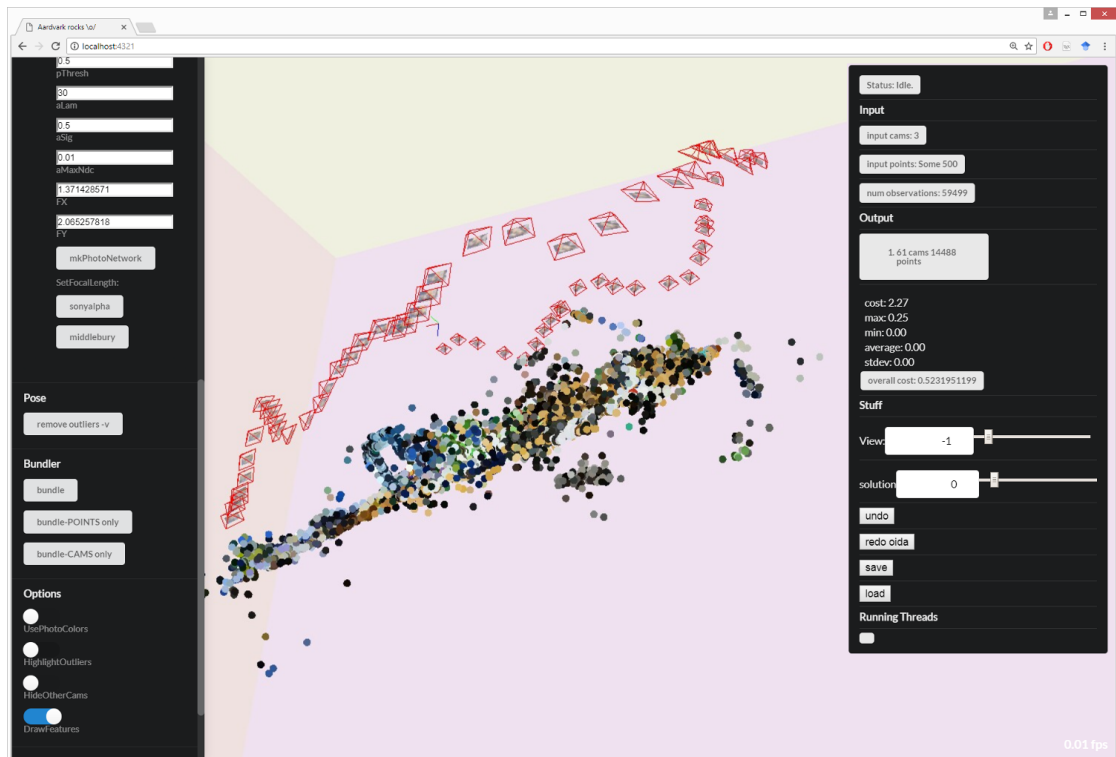 Aardvark rocks \o/
localhost:4321
0.5
pThresh
30
aLam
0.5
aSig
0.01
aMaxNdc
1.371428571
FX
2.065257818
FY
mkPhotoNetwork
SetFocalLength:
sonyalpha
middlebury
Pose
remove outliers -v
Bundler
bundle
bundle-POINTS only
bundle-CAMS only
Options
UsePhotoColors
HighlightOutliers
HideOtherCams
DrawFeatures
Status: Idle.
Input
input cams: 3
input points: Some 500
num observations: 59499
Output
1. 61 cams 14488
points
cost: 2.27
max: 0.25
min: 0.00
average: 0.00
stdev: 0.00
overall cost: 0.5231951199
Stuff
View: -1
solution 0
undo
redo oida
save
load
Running Threads
0.01 fps